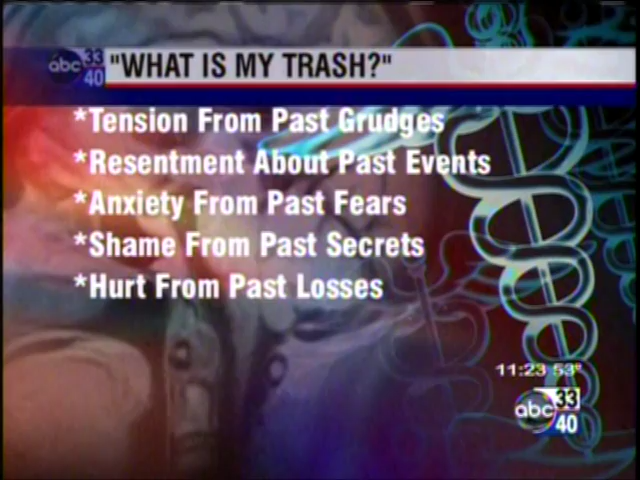 abc 33 40 "WHAT IS MY TRASH?"
*Tension From Past Grudges
*Resentment About Past Events
*Anxiety From Past Fears
*Shame From Past Secrets
*Hurt From Past Losses
11:23 53°
abc 33 40